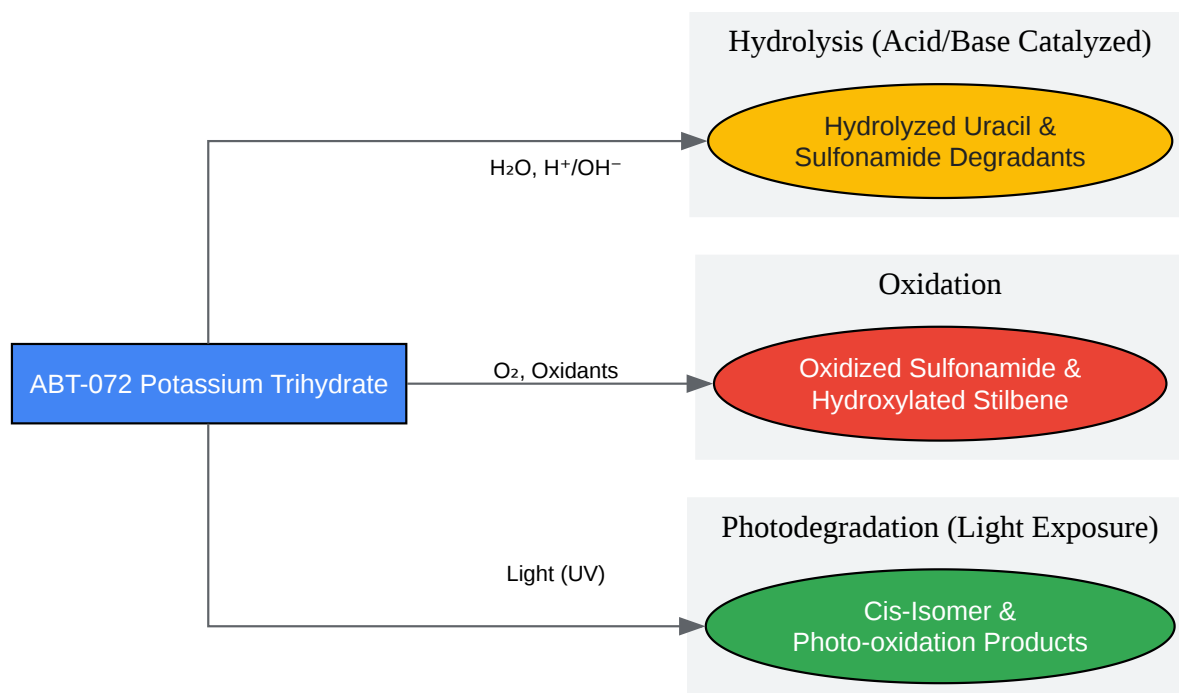 Hydrolysis (Acid/Base Catalyzed)
Hydrolyzed Uracil &
Sulfonamide Degradants
H₂O, H⁺/OH⁻
Oxidation
ABT-072 Potassium Trihydrate
O₂, Oxidants
Oxidized Sulfonamide &
Hydroxylated Stilbene
Photodegradation (Light Exposure)
Light (UV)
Cis-Isomer &
Photo-oxidation Products